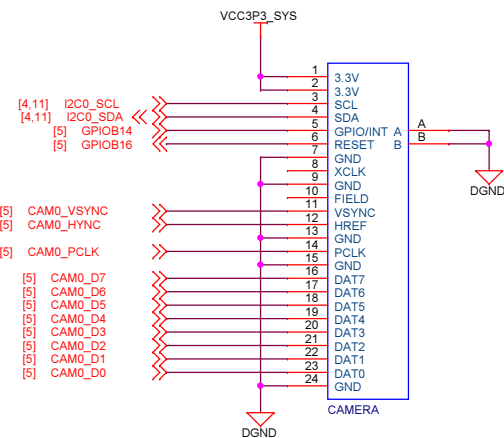 VCC3P3_SYS
1 3.3V
2 3.3V
[4,11] I2C0_SCL 3 SCL
[4,11] I2C0_SDA 4 SDA
[5] GPIOB14 5 GPIO/INT A A
[5] GPIOB16 6 RESET B B
7 GND
8 XCLK
9 GND
DGND
10 FIELD
[5] CAM0_VSYNC 11 VSYNC
[5] CAM0_HYNC 12 HREF
13 GND
[5] CAM0_PCLK 14 PCLK
15 GND
[5] CAM0_D7 16 DAT7
[5] CAM0_D6 17 DAT6
[5] CAM0_D5 18 DAT5
[5] CAM0_D4 19 DAT4
[5] CAM0_D3 20 DAT3
[5] CAM0_D2 21 DAT2
[5] CAM0_D1 22 DAT1
[5] CAM0_D0 23 DAT0
24 GND
CAMERA
DGND